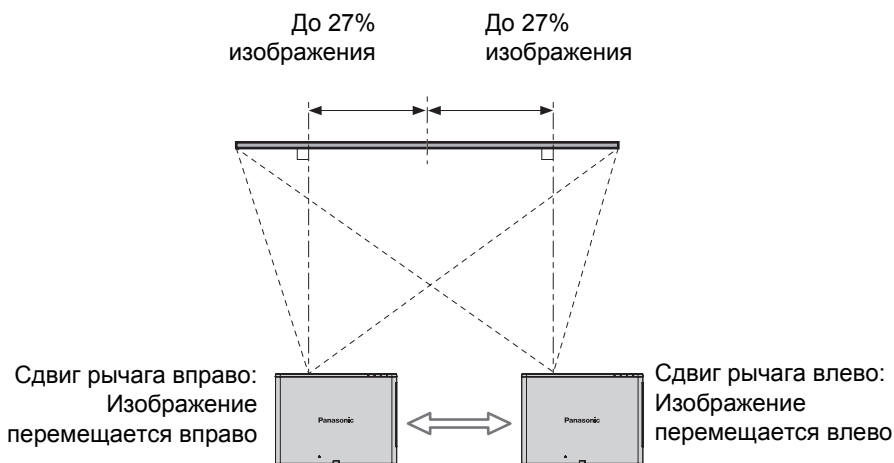 До 27%
изображения
До 27%
изображения
Сдвиг рычага вправо:
Изображение
перемещается вправо
Panasonic
Panasonic
Сдвиг рычага влево:
Изображение
перемещается влево